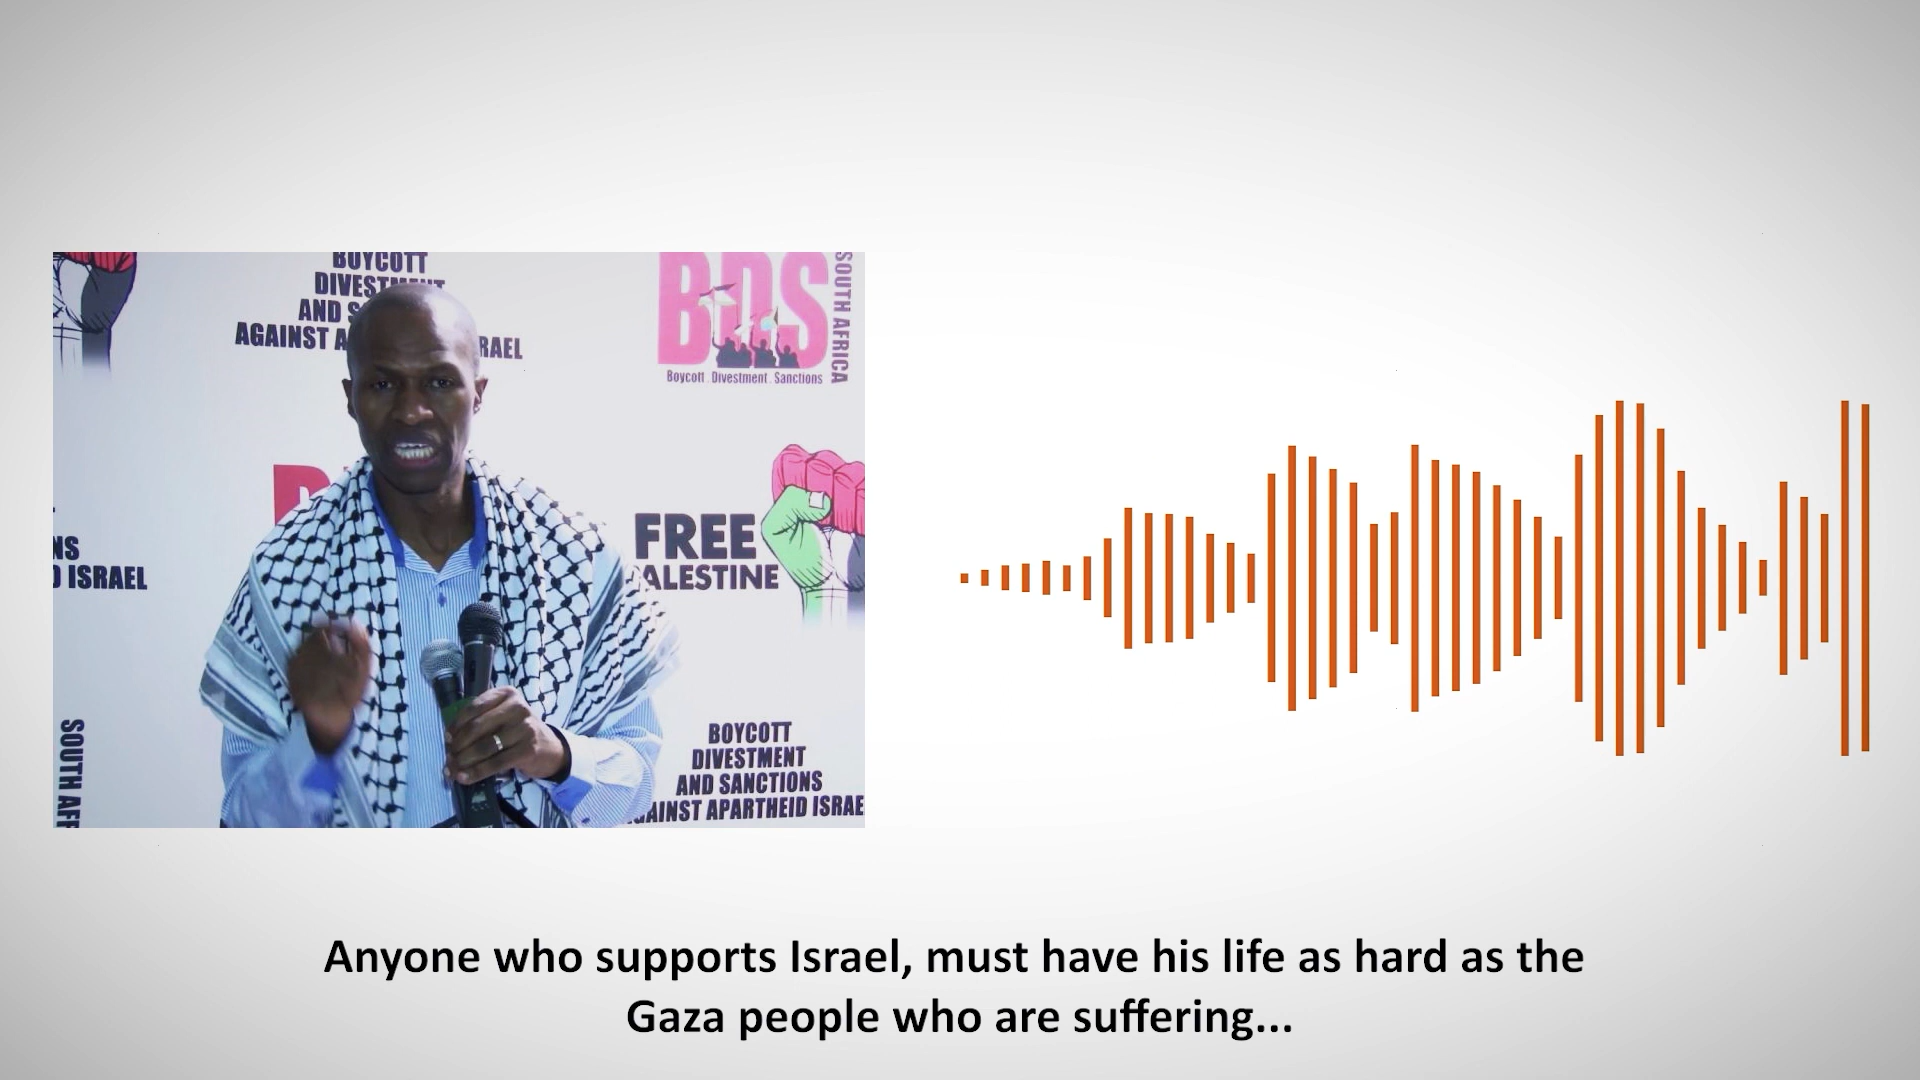 BOYCOTT
DIVESTMENT
AND S
AGAINST A RAEL
BDS
SOUTH AFRICA
Boycott . Divestment . Sanctions
FREE
ALESTINE
NS
ISRAEL
SOUTH AFR
BOYCOTT
DIVESTMENT
AND SANCTIONS
AINST APARTHEID ISRAE
Anyone who supports Israel, must have his life as hard as the
Gaza people who are suffering...